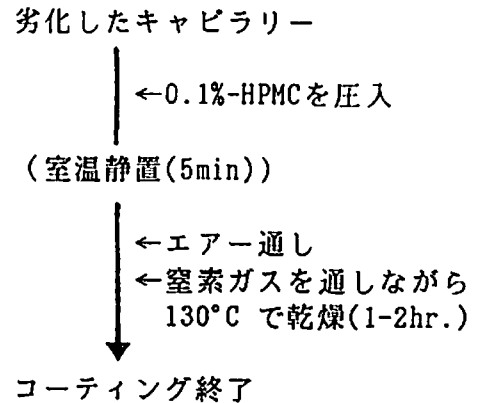 劣化したキャピラリー
←0.1%-HPMCを圧入
(室温静置(5min))
←エアー通し
←窒素ガスを通しながら
130°C で乾燥(1-2hr.)
コーティング終了